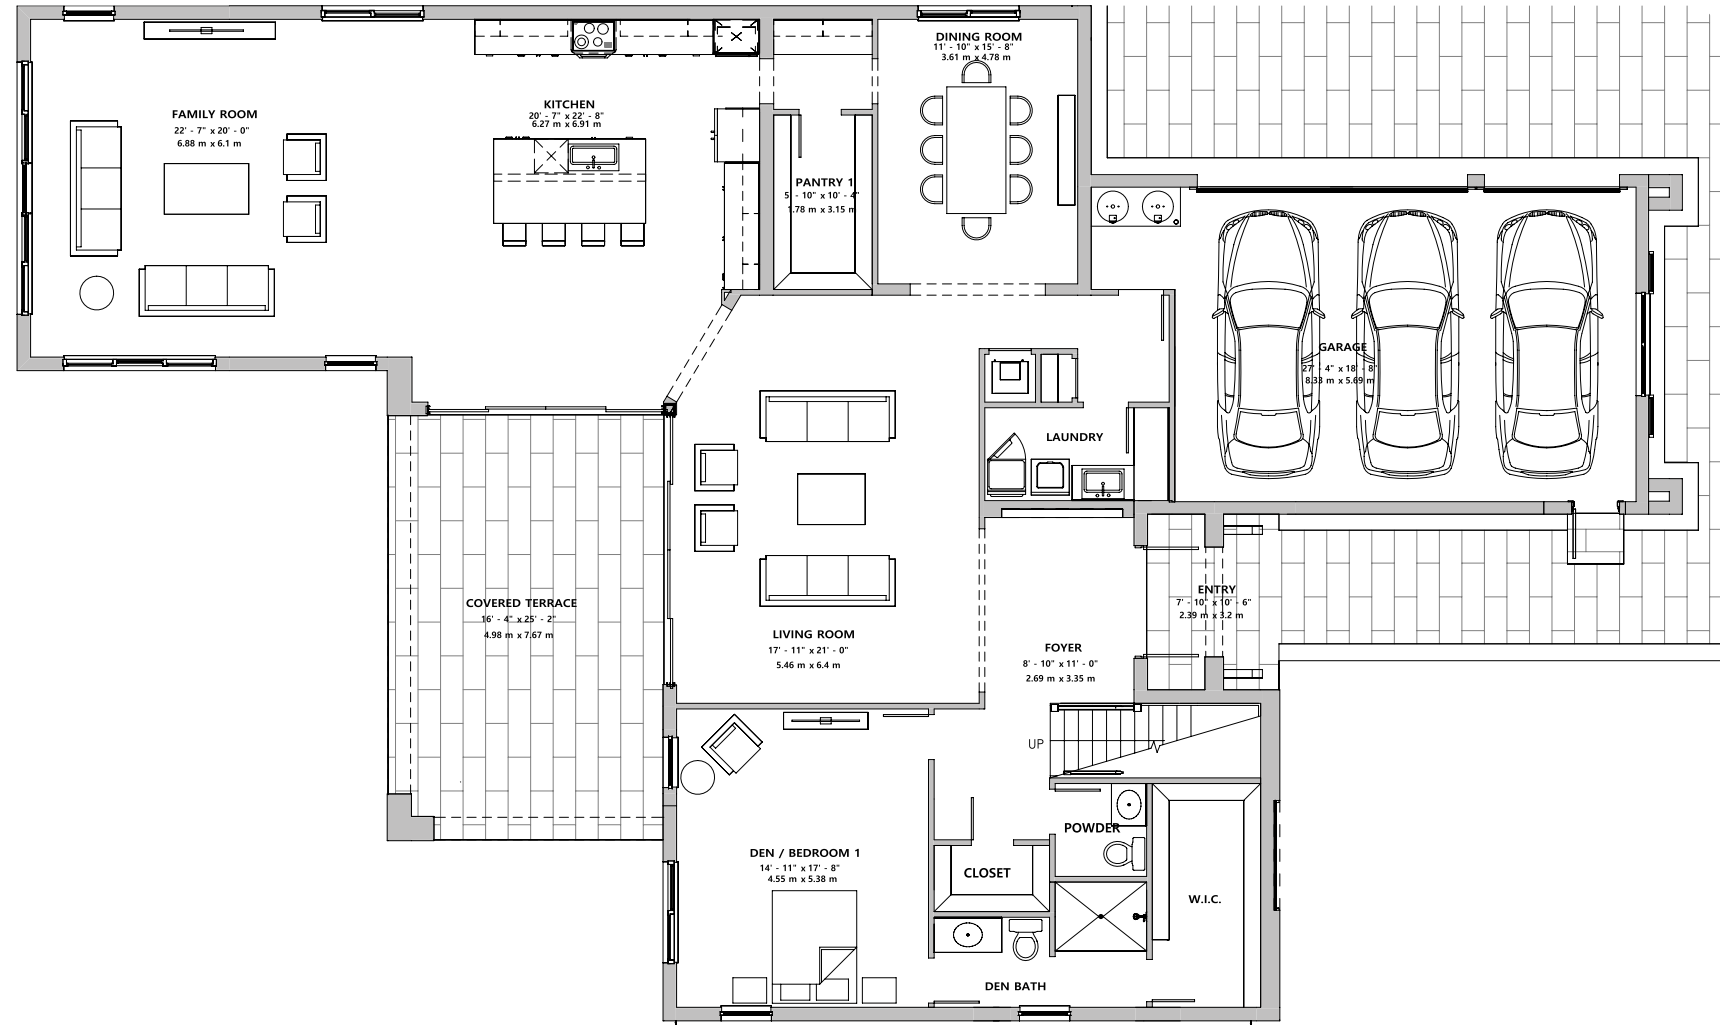 DINING ROOM
11' - 10" x 15' - 8"
3.61 m x 4.78 m
FAMILY ROOM
22' - 7" x 20' - 0"
6.88 m x 6.1 m
KITCHEN
20' - 7" x 22' - 8"
6.27 m x 6.91 m
PANTRY 1
5' - 10" x 10' - 4"
1.78 m x 3.15 m
GARAGE
27' - 4" x 18' - 8"
8.33 m x 5.69 m
LAUNDRY
COVERED TERRACE
16' - 4" x 25' - 2"
4.98 m x 7.67 m
ENTRY
7' - 10" x 10' - 6"
2.39 m x 3.2 m
LIVING ROOM
17' - 11" x 21' - 0"
5.46 m x 6.4 m
FOYER
8' - 10" x 11' - 0"
2.69 m x 3.35 m
UP
POWDER
DEN / BEDROOM 1
14' - 11" x 17' - 8"
4.55 m x 5.38 m
CLOSET
W.I.C.
DEN BATH